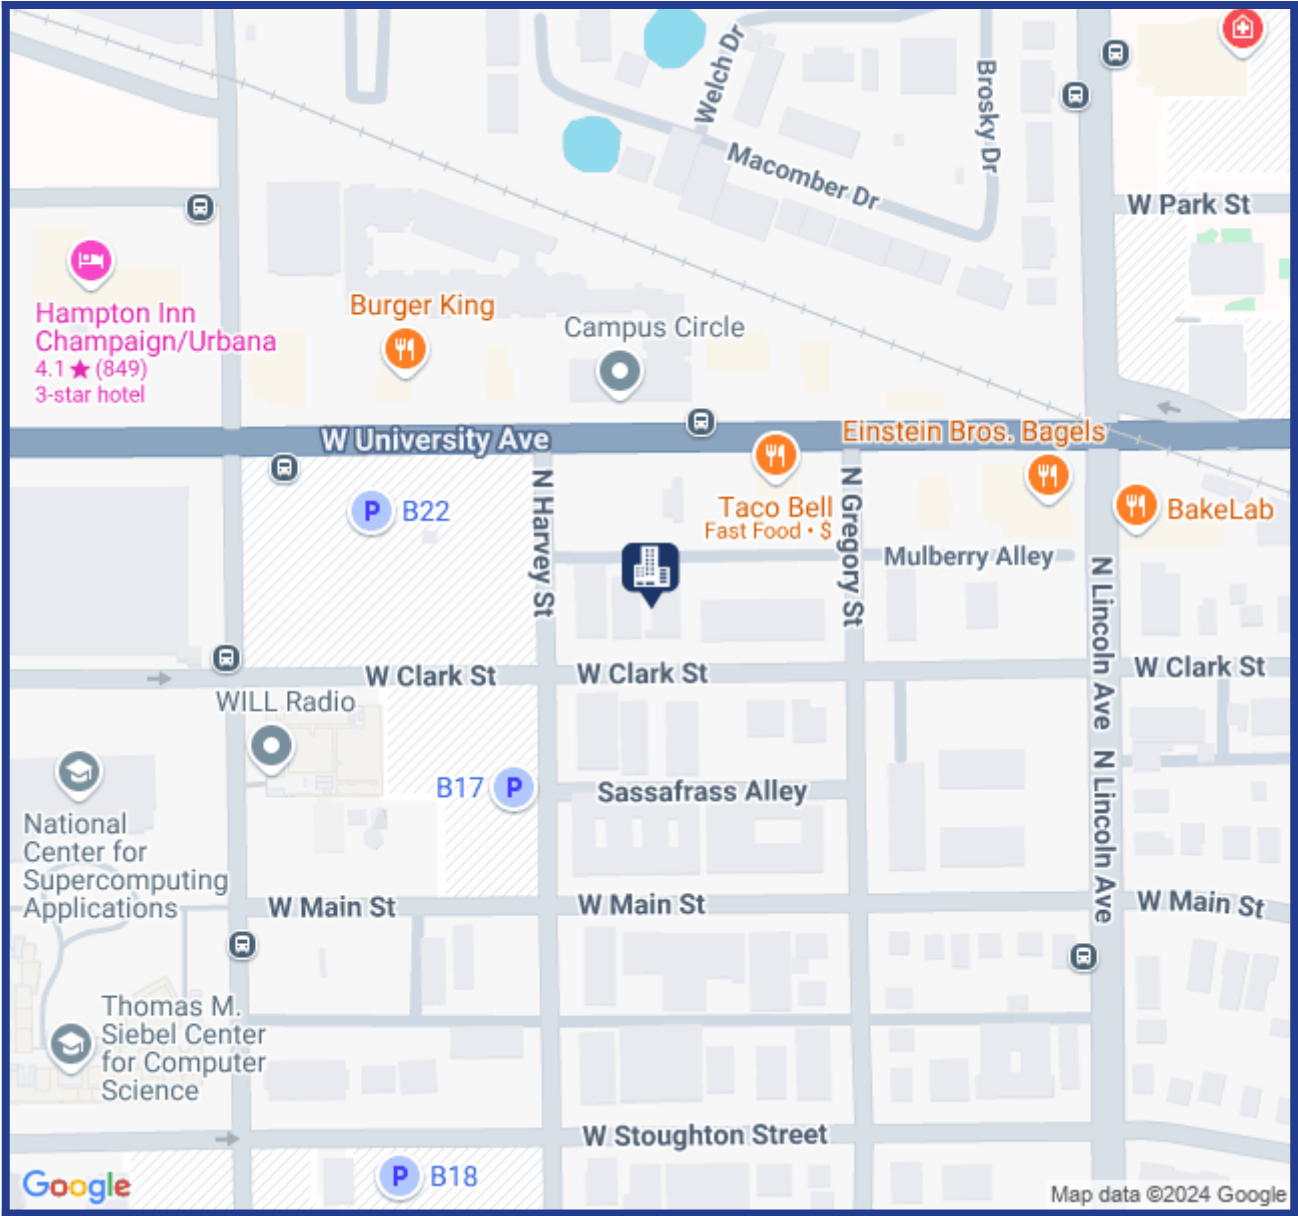 Welch Dr
Brosky Dr
Macomber Dr
W Park St
Hampton Inn
Champaign/Urbana
4.1 ★ (849)
3-star hotel
Burger King
Campus Circle
W University Ave
Einstein Bros. Bagels
P B22
N Harvey St
Taco Bell
Fast Food · $
N Gregory St
BakeLab
Mulberry Alley
N Lincoln Ave
W Clark St
W Clark St
W Clark St
WILL Radio
B17 P
Sassafrass Alley
N Lincoln Ave
National
Center for
Supercomputing
Applications
W Main St
W Main St
W Main St
Thomas M.
Siebel Center
for Computer
Science
W Stoughton Street
P B18
Google
Map data ©2024 Google